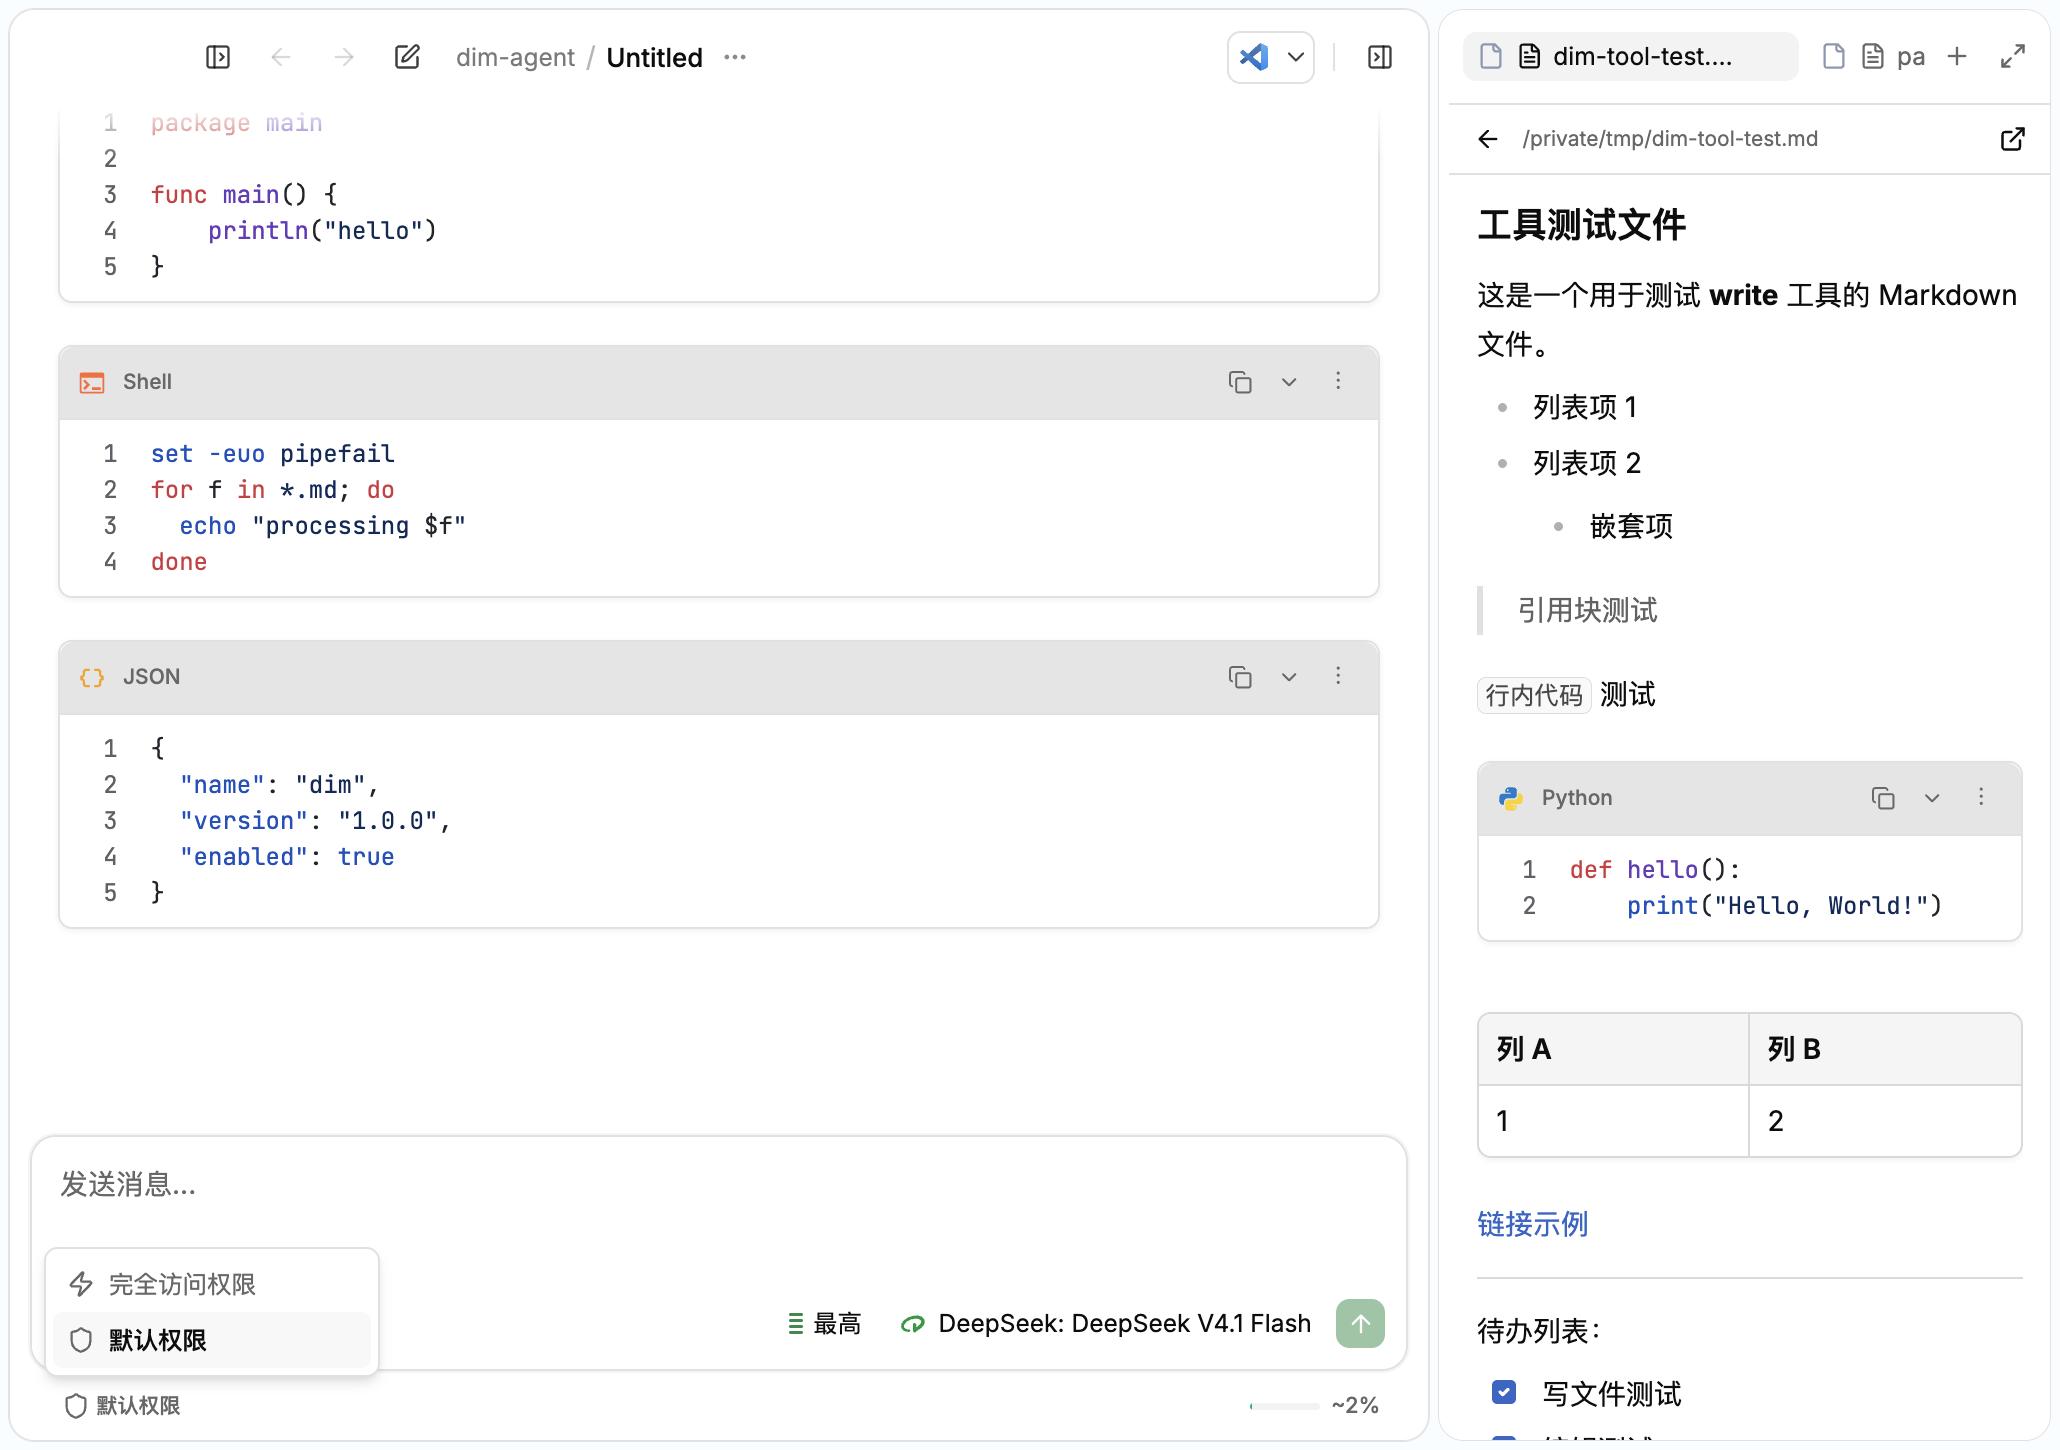 dim-agent / Untitled
1 package main
2
3 func main() {
4     println("hello")
5 }
Shell
1 set -euo pipefail
2 for f in *.md; do
3   echo "processing $f"
4 done
JSON
1 {
2   "name": "dim",
3   "version": "1.0.0",
4   "enabled": true
5 }
发送消息...
完全访问权限
默认权限
最高
DeepSeek: DeepSeek V4.1 Flash
默认权限
~2%
dim-tool-test....
pa
/private/tmp/dim-tool-test.md
工具测试文件
这是一个用于测试 write 工具的 Markdown
文件。
列表项 1
列表项 2
嵌套项
引用块测试
行内代码 测试
Python
1 def hello():
2     print("Hello, World!")
列 A 列 B
1 2
链接示例
待办列表：
写文件测试